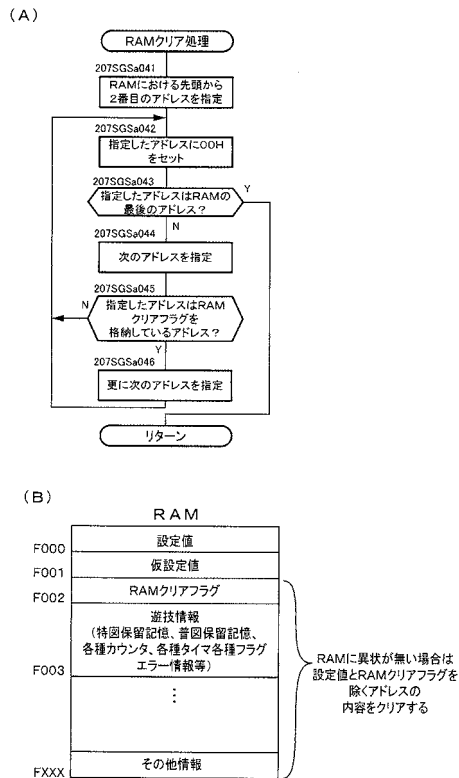 (A)
RAMクリア処理
207SGSa041
RAMにおける先頭から
2番目のアドレスを指定
207SGSa042
指定したアドレスに00H
をセット
207SGSa043
指定したアドレスはRAMの
最後のアドレス?
Y
N
207SGSa044
次のアドレスを指定
207SGSa045
N
指定したアドレスはRAM
クリアフラグを
格納しているアドレス?
Y
207SGSa046
更に次のアドレスを指定
リターン
(B)
RAM
設定値
F000
仮設定値
F001
RAMクリアフラグ
F002
遊技情報
(特図保留記憶、普図保留記憶、
各種カウンタ、各種タイマ各種フラグ
エラー情報等)
F003
⋮
その他情報
FXXX
RAMに異状が無い場合は
設定値とRAMクリアフラグを
除くアドレスの
内容をクリアする